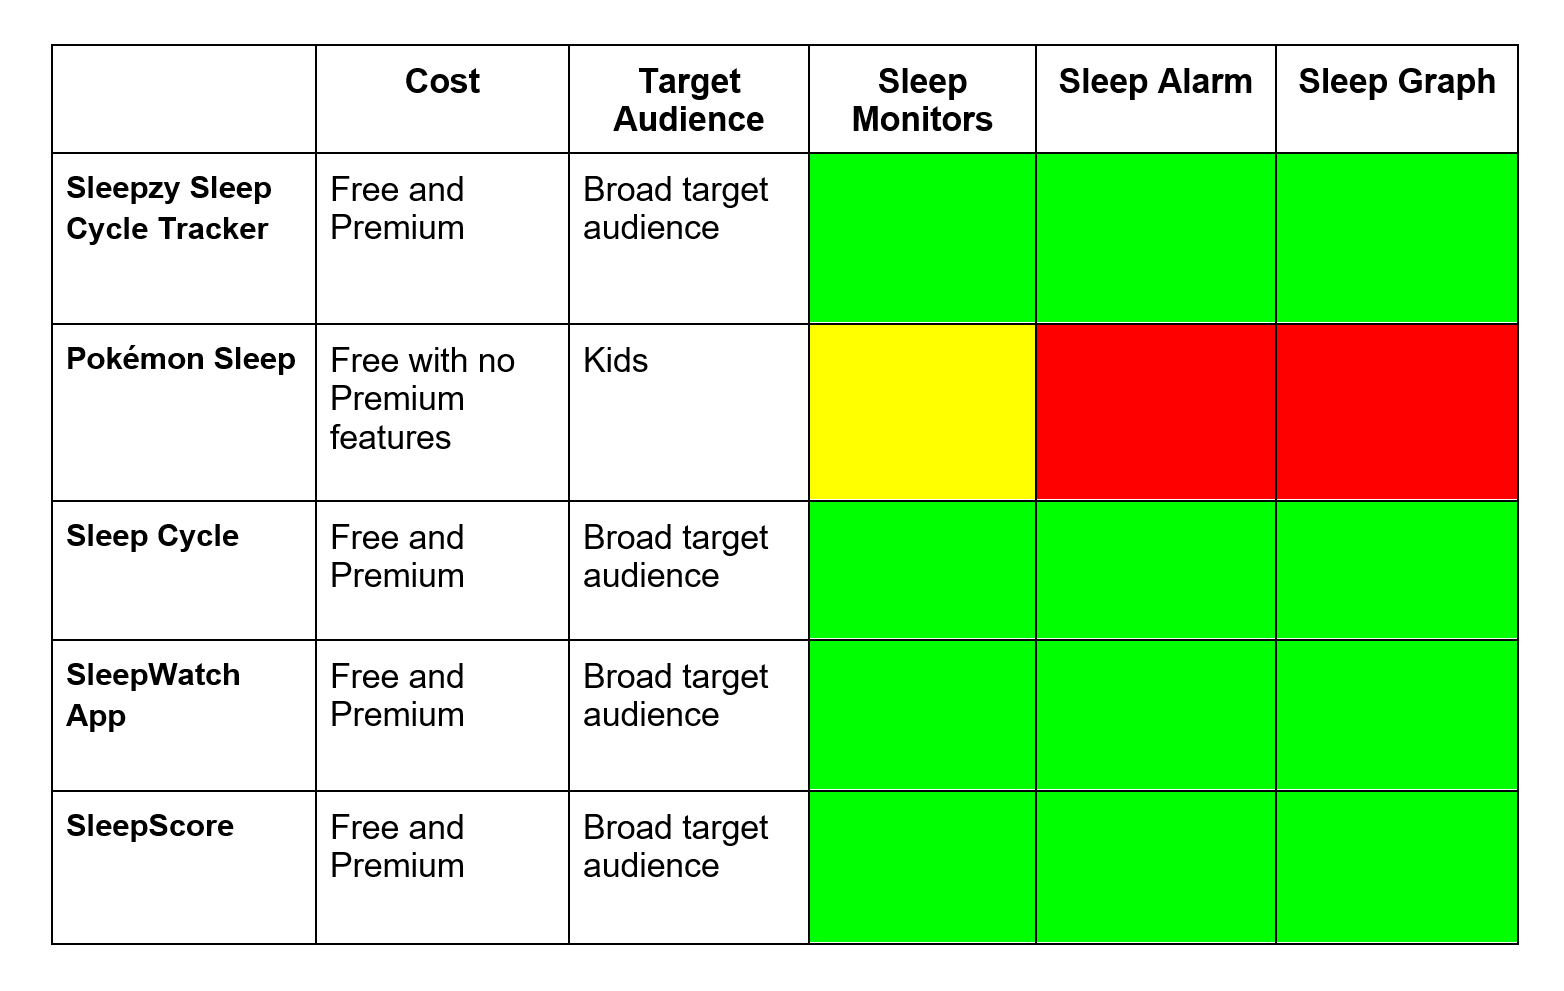 Cost
Target
Audience
Sleep
Monitors
Sleep Alarm
Sleep Graph
Sleepzy Sleep
Cycle Tracker
Free and
Premium
Broad target
audience
Pokémon Sleep
Free with no
Premium
features
Kids
Sleep Cycle
Free and
Premium
Broad target
audience
SleepWatch
App
Free and
Premium
Broad target
audience
SleepScore
Free and
Premium
Broad target
audience